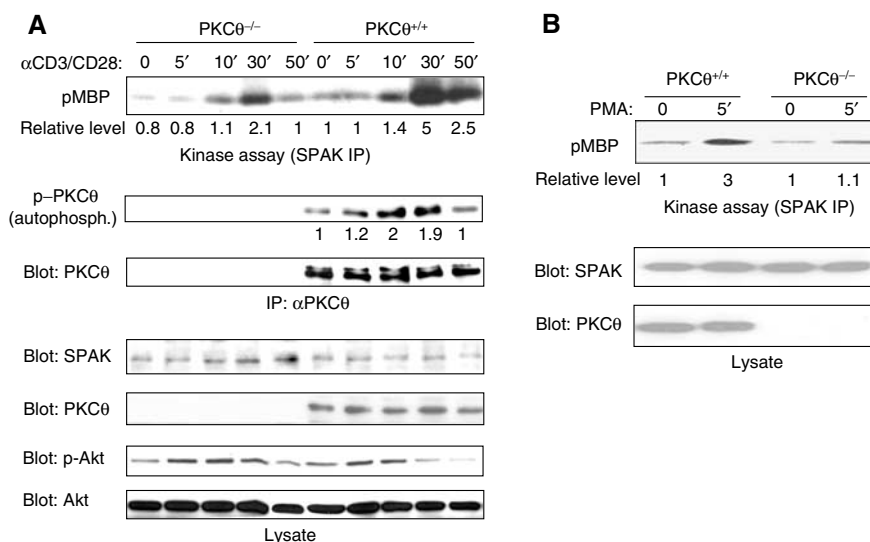 A
PKCθ–/– PKCθ+/+
αCD3/CD28: 0 5′ 10′ 30′ 50′ 0′ 5′ 10′ 30′ 50′
pMBP
Relative level 0.8 0.8 1.1 2.1 1 1 1 1.4 5 2.5
Kinase assay (SPAK IP)
p–PKCθ
(autophosph.)
1 1.2 2 1.9 1
Blot: PKCθ
IP: αPKCθ
Blot: SPAK
Blot: PKCθ
Blot: p-Akt
Blot: Akt
Lysate
B
PKCθ+/+ PKCθ–/–
PMA: 0 5′ 0 5′
pMBP
Relative level 1 3 1 1.1
Kinase assay (SPAK IP)
Blot: SPAK
Blot: PKCθ
Lysate